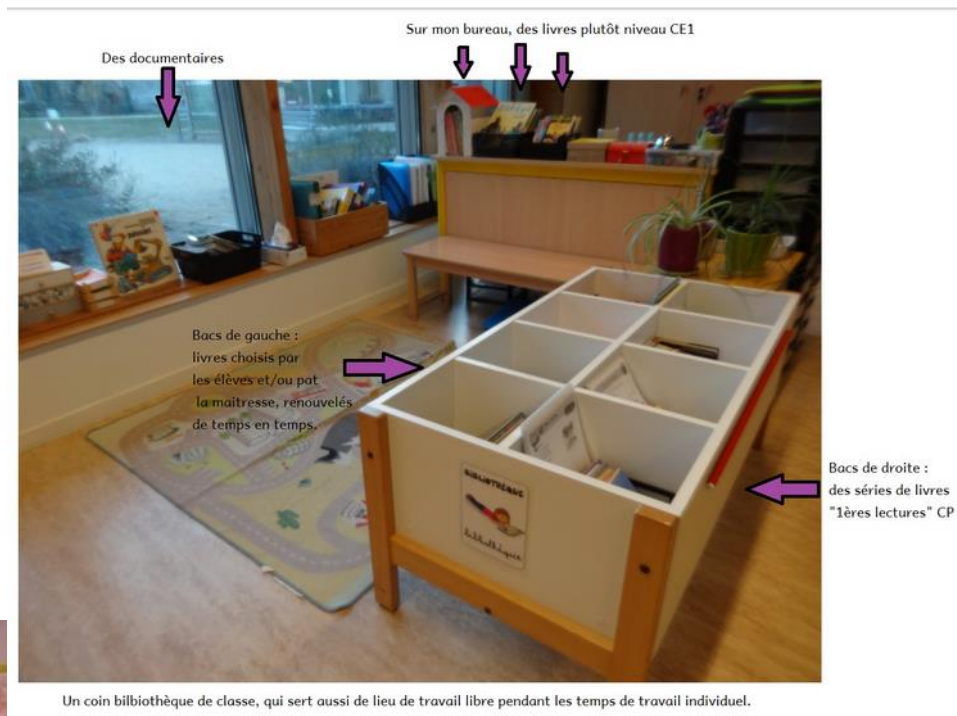 Sur mon bureau, des livres plutôt niveau CE1
Des documentaires
Bacs de gauche :
livres choisis par
les élèves et/ou pat
la maitresse, renouvelés
de temps en temps.
Bacs de droite :
des séries de livres
"1ères lectures" CP
BIBLIOTHÈQUE
bibliothèque
Un coin bilbiothèque de classe, qui sert aussi de lieu de travail libre pendant les temps de travail individuel.